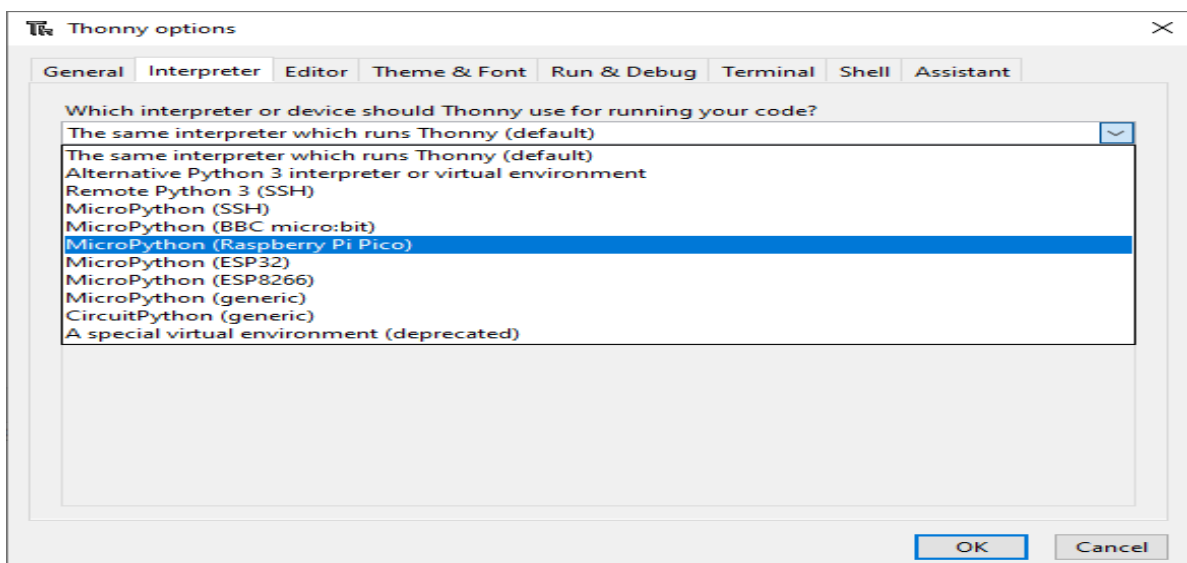 Thonny options
General Interpreter Editor Theme & Font Run & Debug Terminal Shell Assistant
Which interpreter or device should Thonny use for running your code?
The same interpreter which runs Thonny (default)
The same interpreter which runs Thonny (default)
Alternative Python 3 interpreter or virtual environment
Remote Python 3 (SSH)
MicroPython (SSH)
MicroPython (BBC micro:bit)
MicroPython (Raspberry Pi Pico)
MicroPython (ESP32)
MicroPython (ESP8266)
MicroPython (generic)
CircuitPython (generic)
A special virtual environment (deprecated)
OK Cancel